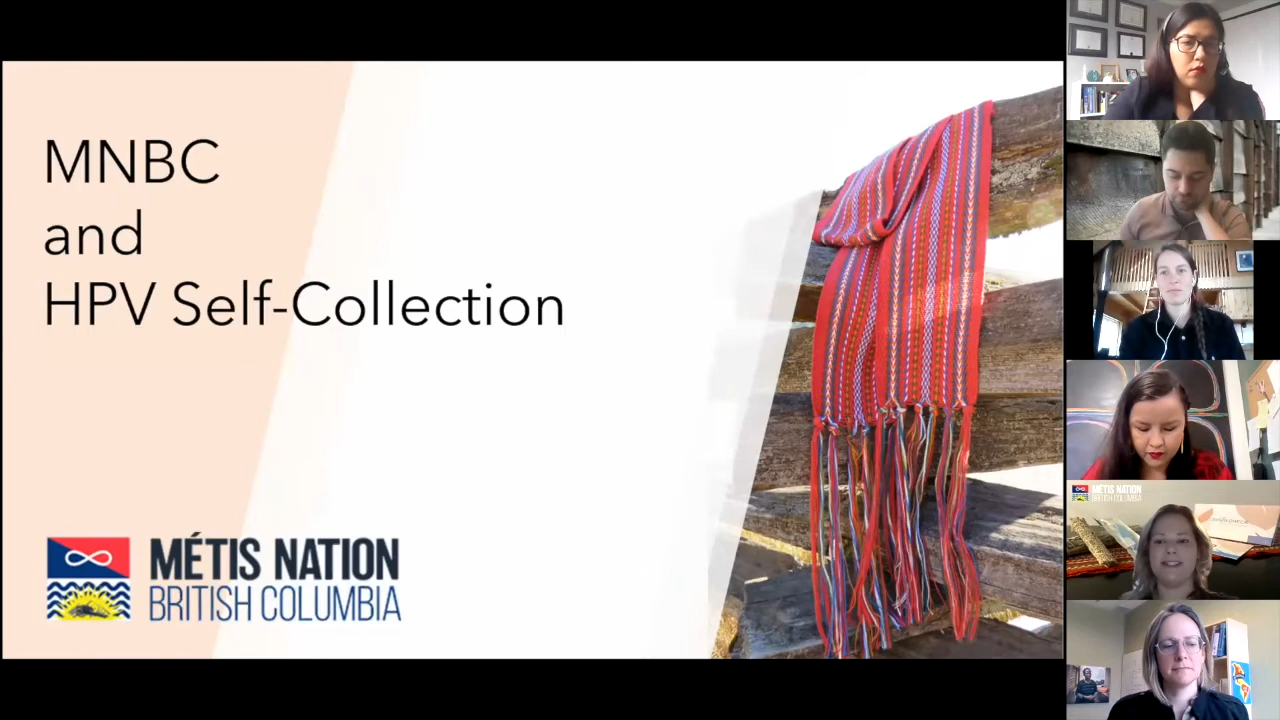 MNBC
and
HPV Self-Collection
MÉTIS NATION
BRITISH COLUMBIA
MÉTIS NATION
BRITISH COLUMBIA